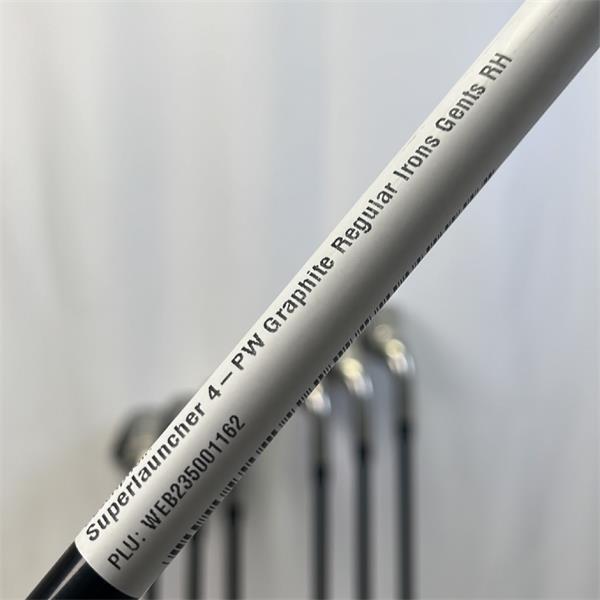 Superlauncher 4–PW Graphite Regular Irons Gents RH
PLU: WEB235001162